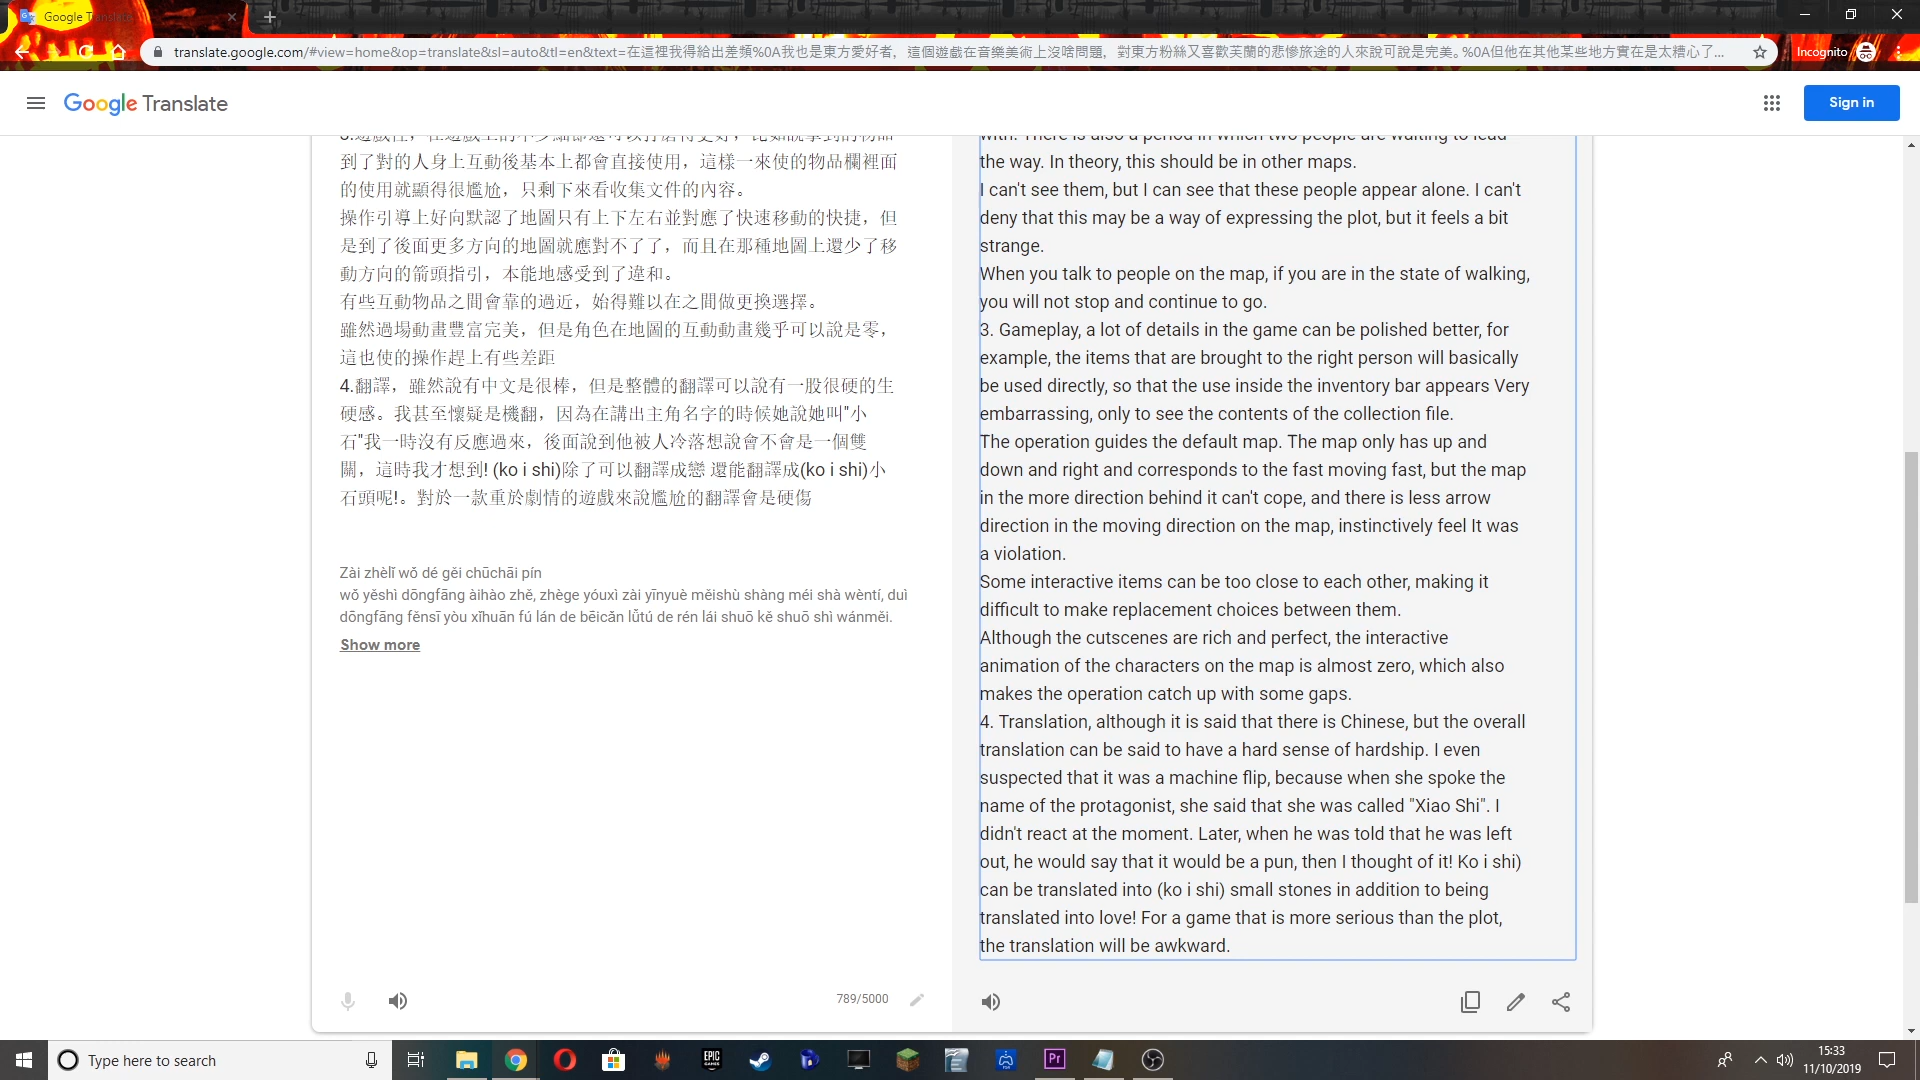 Google Translate
translate.google.com/#view=home&op=translate&sl=auto&tl=en&text=在這裡我得給出差頻%0A我也是東方愛好者，這個遊戲在音樂美術上沒啥問題，對東方粉絲又喜歡芙蘭的悲慘旅途的人來說可說是完美。%0A但他在其他某些地方實在是太糟心了...
Incognito
Google Translate
Sign in
到了對的人身上互動後基本上都會直接使用，這樣一來使的物品欄裡面
的使用就顯得很尷尬，只剩下來看收集文件的內容。
操作引導上好向默認了地圖只有上下左右並對應了快速移動的快捷，但
是到了後面更多方向的地圖就應對不了了，而且在那種地圖上還少了移
動方向的箭頭指引，本能地感受到了違和。
有些互動物品之間會靠的過近，始得難以在之間做更換選擇。
雖然過場動畫豐富完美，但是角色在地圖的互動動畫幾乎可以說是零，
這也使的操作趕上有些差距
4.翻譯，雖然說有中文是很棒，但是整體的翻譯可以說有一股很硬的生
硬感。我甚至懷疑是機翻，因為在講出主角名字的時候她說她叫"小
石"我一時沒有反應過來，後面說到他被人冷落想說會不會是一個雙
關，這時我才想到! (ko i shi)除了可以翻譯成戀 還能翻譯成(ko i shi)小
石頭呢!。對於一款重於劇情的遊戲來說尷尬的翻譯會是硬傷
Zài zhèlǐ wǒ dé gěi chūchāi pín
wǒ yěshì dōngfāng àihào zhě, zhège yóuxì zài yīnyuè měishù shàng méi shà wèntí, duì
dōngfāng fěnsī yòu xǐhuān fú lán de bēicǎn lǚtú de rén lái shuō kě shuō shì wánměi.
Show more
789/5000
with. There is also a period in which two people are waiting to lead
the way. In theory, this should be in other maps.
I can't see them, but I can see that these people appear alone. I can't
deny that this may be a way of expressing the plot, but it feels a bit
strange.
When you talk to people on the map, if you are in the state of walking,
you will not stop and continue to go.
3. Gameplay, a lot of details in the game can be polished better, for
example, the items that are brought to the right person will basically
be used directly, so that the use inside the inventory bar appears Very
embarrassing, only to see the contents of the collection file.
The operation guides the default map. The map only has up and
down and right and corresponds to the fast moving fast, but the map
in the more direction behind it can't cope, and there is less arrow
direction in the moving direction on the map, instinctively feel It was
a violation.
Some interactive items can be too close to each other, making it
difficult to make replacement choices between them.
Although the cutscenes are rich and perfect, the interactive
animation of the characters on the map is almost zero, which also
makes the operation catch up with some gaps.
4. Translation, although it is said that there is Chinese, but the overall
translation can be said to have a hard sense of hardship. I even
suspected that it was a machine flip, because when she spoke the
name of the protagonist, she said that she was called "Xiao Shi". I
didn't react at the moment. Later, when he was told that he was left
out, he would say that it would be a pun, then I thought of it! Ko i shi)
can be translated into (ko i shi) small stones in addition to being
translated into love! For a game that is more serious than the plot,
the translation will be awkward.
Type here to search
EPIC GAMES
Pr
15:33
11/10/2019